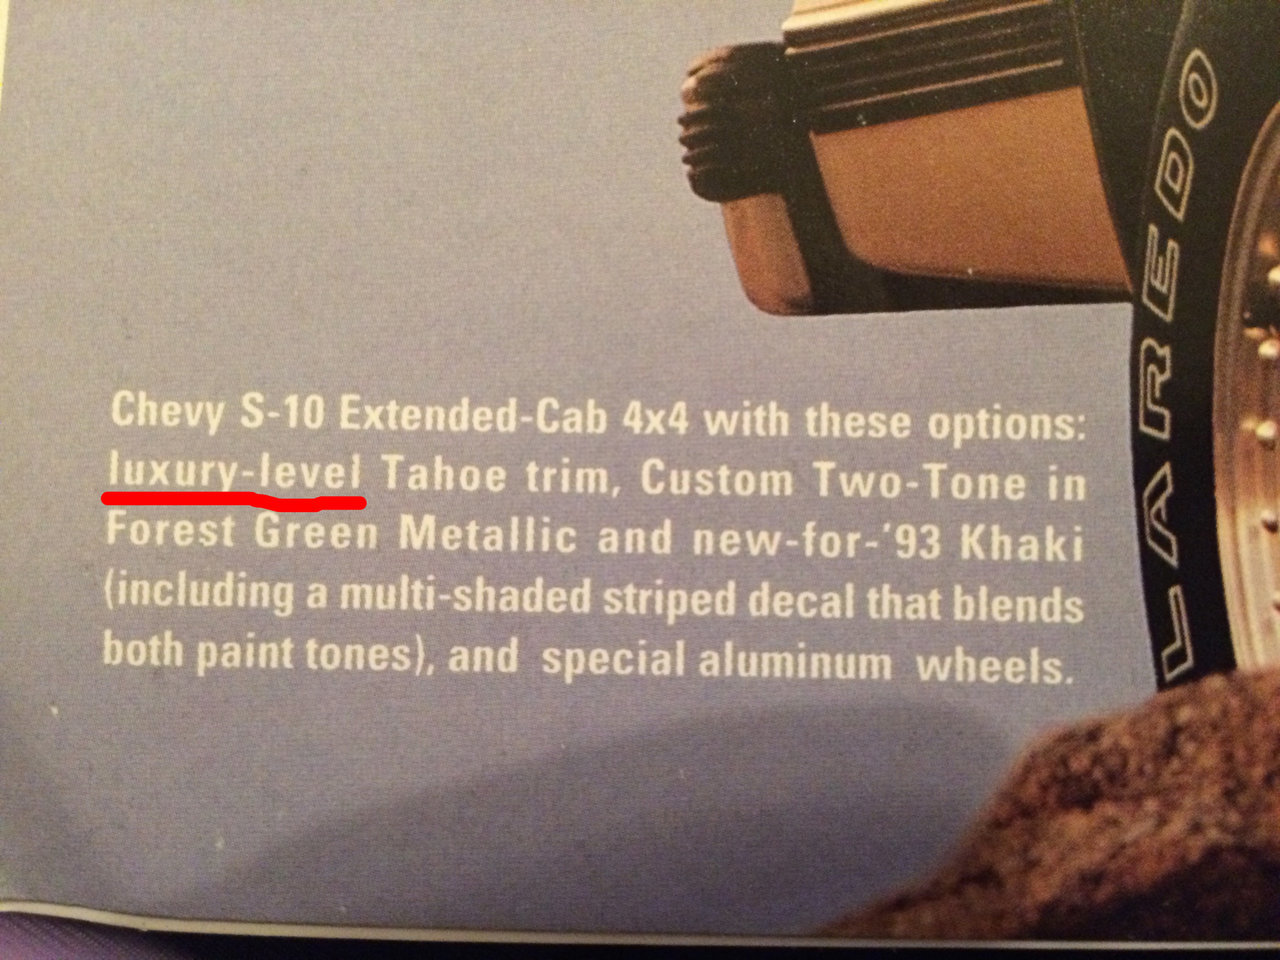 Chevy S-10 Extended-Cab 4x4 with these options:
luxury-level Tahoe trim, Custom Two-Tone in
Forest Green Metallic and new-for-'93 Khaki
(including a multi-shaded striped decal that blends
both paint tones), and special aluminum wheels.
LAREDO